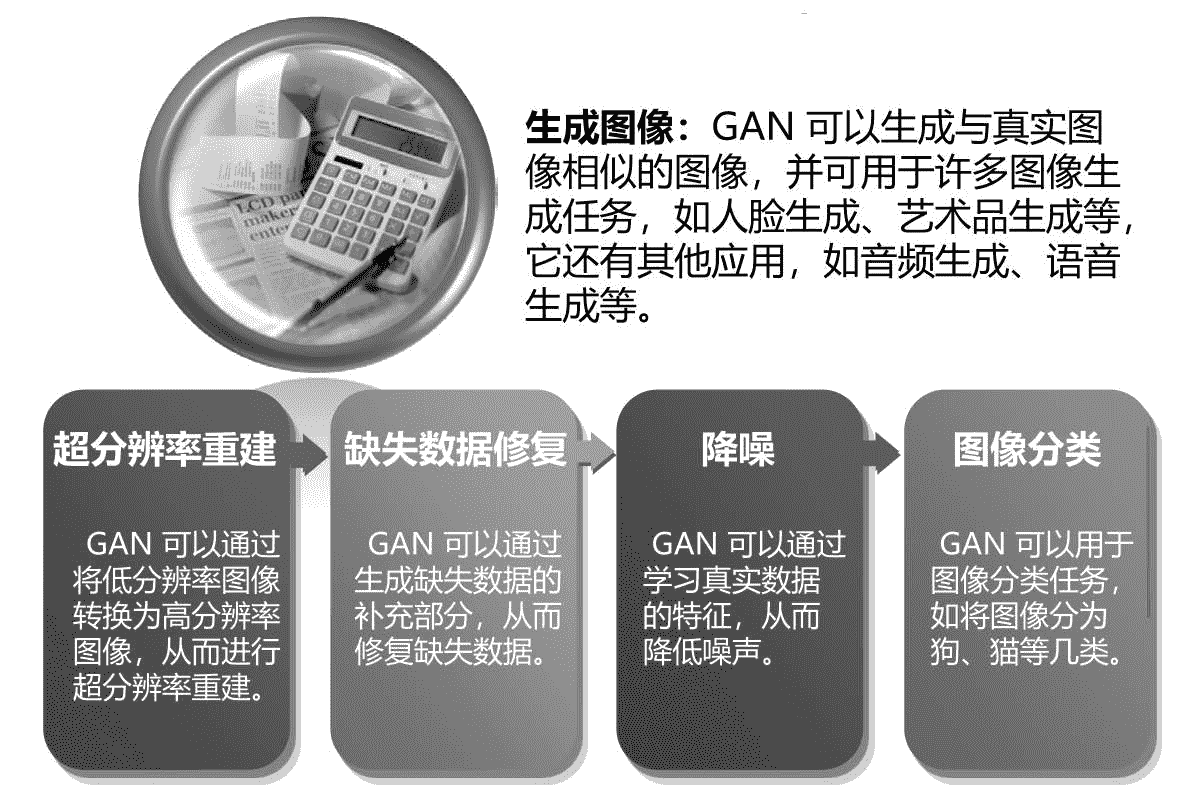 生成图像：GAN 可以生成与真实图
像相似的图像，并可用于许多图像生
成任务，如人脸生成、艺术品生成等，
它还有其他应用，如音频生成、语音
生成等。
LCD pa
maker
ente
超分辨率重建
GAN 可以通过
将低分辨率图像
转换为高分辨率
图像，从而进行
超分辨率重建。
缺失数据修复
GAN 可以通过
生成缺失数据的
补充部分，从而
修复缺失数据。
降噪
GAN 可以通过
学习真实数据
的特征，从而
降低噪声。
图像分类
GAN 可以用于
图像分类任务，
如将图像分为
狗、猫等几类。